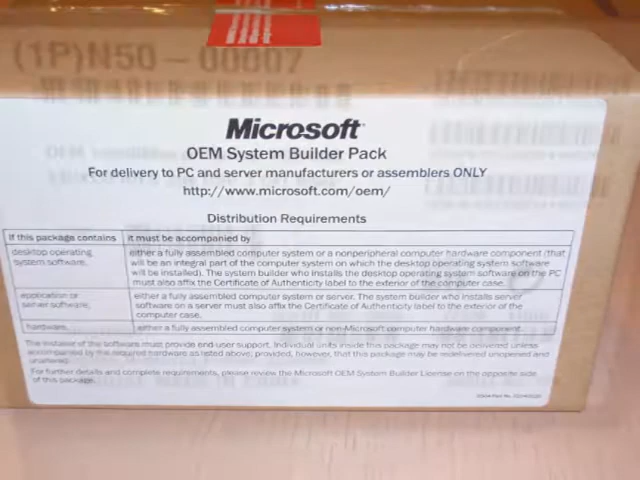 (1P)N50-00007
Microsoft
OEM System Builder Pack
For delivery to PC and server manufacturers or assemblers ONLY
http://www.microsoft.com/oem/
Distribution Requirements
If this package contains it must be accompanied by
desktop operating system software, either a fully assembled computer system or a nonperipheral computer hardware component (that
will be an integral part of the computer system on which the desktop operating system software
will be installed). The system builder who installs the desktop operating system software on the PC
must also affix the Certificate of Authenticity label to the exterior of the computer case.
application or server software, either a fully assembled computer system or server. The system builder who installs server
software on a server must also affix the Certificate of Authenticity label to the exterior of the
computer case.
hardware, either a fully assembled computer system or non-Microsoft computer hardware component.
The installer of the software must provide end user support. Individual units inside this package may not be delivered unless
accompanied by the required hardware as listed above, provided, however, that this package may be redelivered unopened and
unaltered.
For further details and complete requirements, please review the Microsoft OEM System Builder License on the opposite side
of this package.